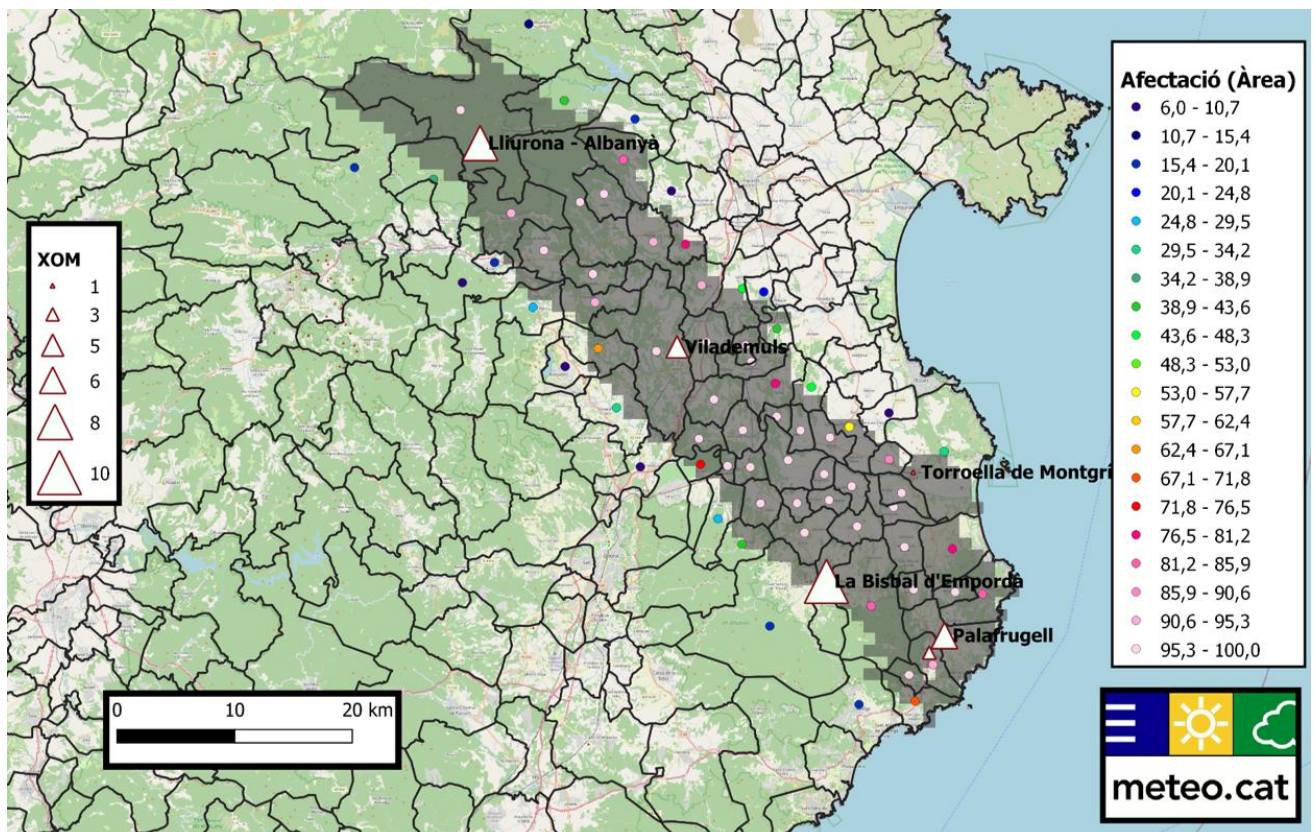 Lliurona - Albanyà
Vilademuls
Torroella de Montgrí
La Bisbal d'Empordà
Palafrugell
XOM
1
3
5
6
8
10
0 10 20 km
Afectació (Àrea)
6,0 - 10,7
10,7 - 15,4
15,4 - 20,1
20,1 - 24,8
24,8 - 29,5
29,5 - 34,2
34,2 - 38,9
38,9 - 43,6
43,6 - 48,3
48,3 - 53,0
53,0 - 57,7
57,7 - 62,4
62,4 - 67,1
67,1 - 71,8
71,8 - 76,5
76,5 - 81,2
81,2 - 85,9
85,9 - 90,6
90,6 - 95,3
95,3 - 100,0
meteo.cat